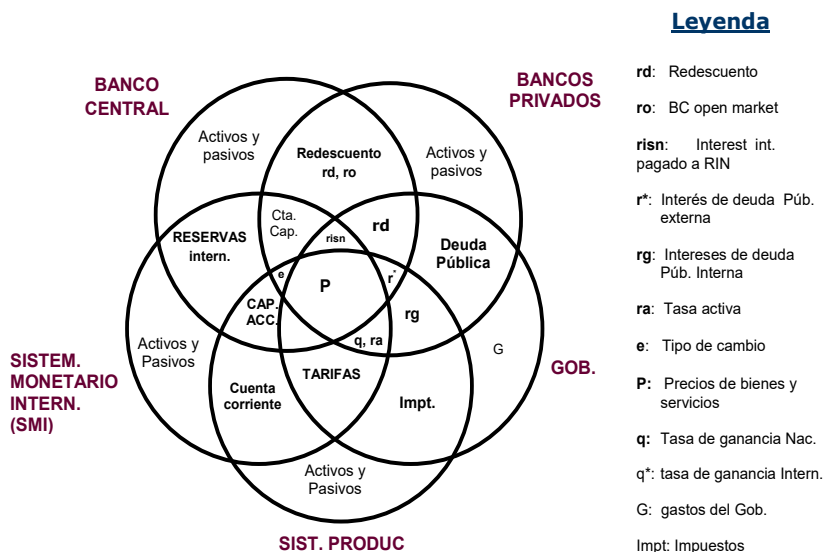 Leyenda
BANCO
CENTRAL
BANCOS
PRIVADOS
Activos y
pasivos
Redescuento
rd, ro
Activos y
pasivos
Cta.
Cap.
risn
rd
RESERVAS
intern.
Deuda
Pública
e
P
r*
CAP.
ACC.
rg
q, ra
Activos y
Pasivos
G
SISTEM.
MONETARIO
INTERN.
(SMI)
GOB.
TARIFAS
Cuenta
corriente
Impt.
Activos y
Pasivos
SIST. PRODUC
rd: Redescuento
ro: BC open market
risn: Interest int.
pagado a RIN
r*: Interés de deuda Púb.
externa
rg: Intereses de deuda
Púb. Interna
ra: Tasa activa
e: Tipo de cambio
P: Precios de bienes y
servicios
q: Tasa de ganancia Nac.
q*: tasa de ganancia Intern.
G: gastos del Gob.
Impt: Impuestos